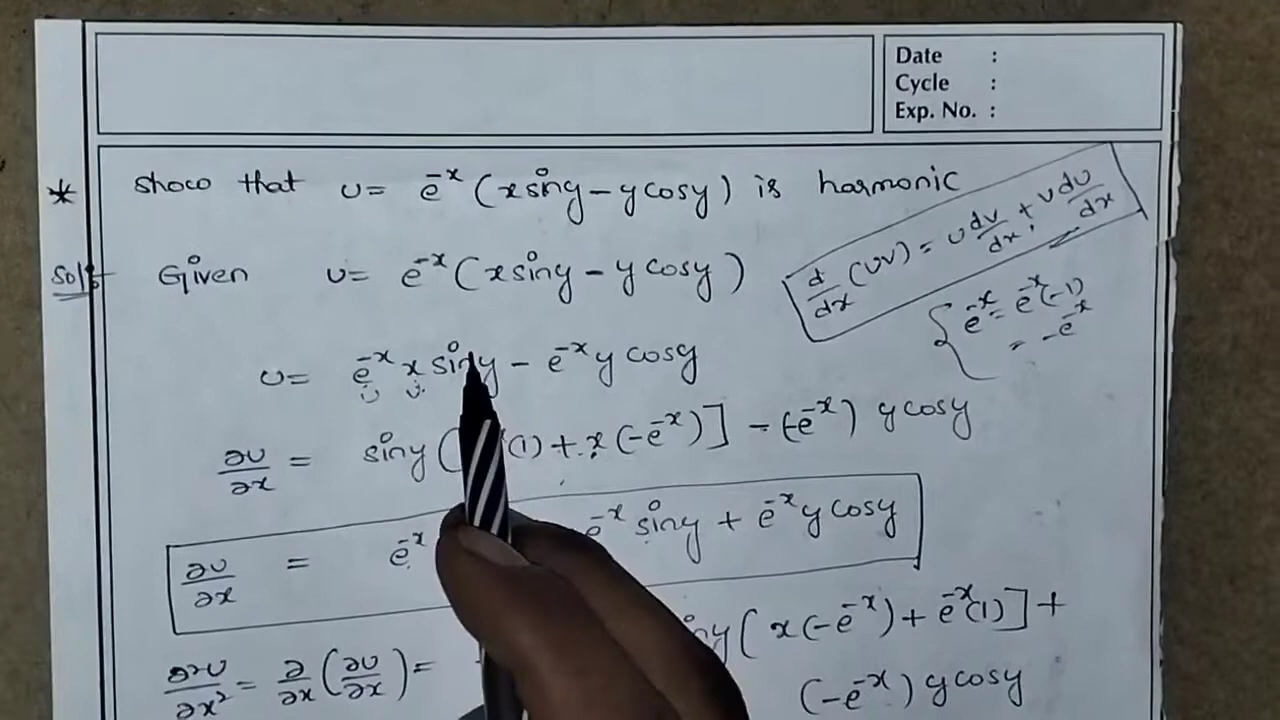 Date :
Cycle :
Exp. No. :
* Show that u = e^-x (x siny - y cosy) is harmonic
d/dx (UV) = U dv/dx + V du/dx
Sol:- Given u = e^-x (x siny - y cosy)
{ e^-x = e^-x (-1)
= -e^-x
u = e^-x x siny - e^-x y cosy
∂u/∂x = siny ( (1) + x (-e^-x) ] - (-e^-x) y cosy
∂u/∂x = e^-x e^-x siny + e^-x y cosy
∂²u/∂x² = ∂/∂x (∂u/∂x) = ( x (-e^-x) + e^-x (1) ] +
(-e^-x) y cosy